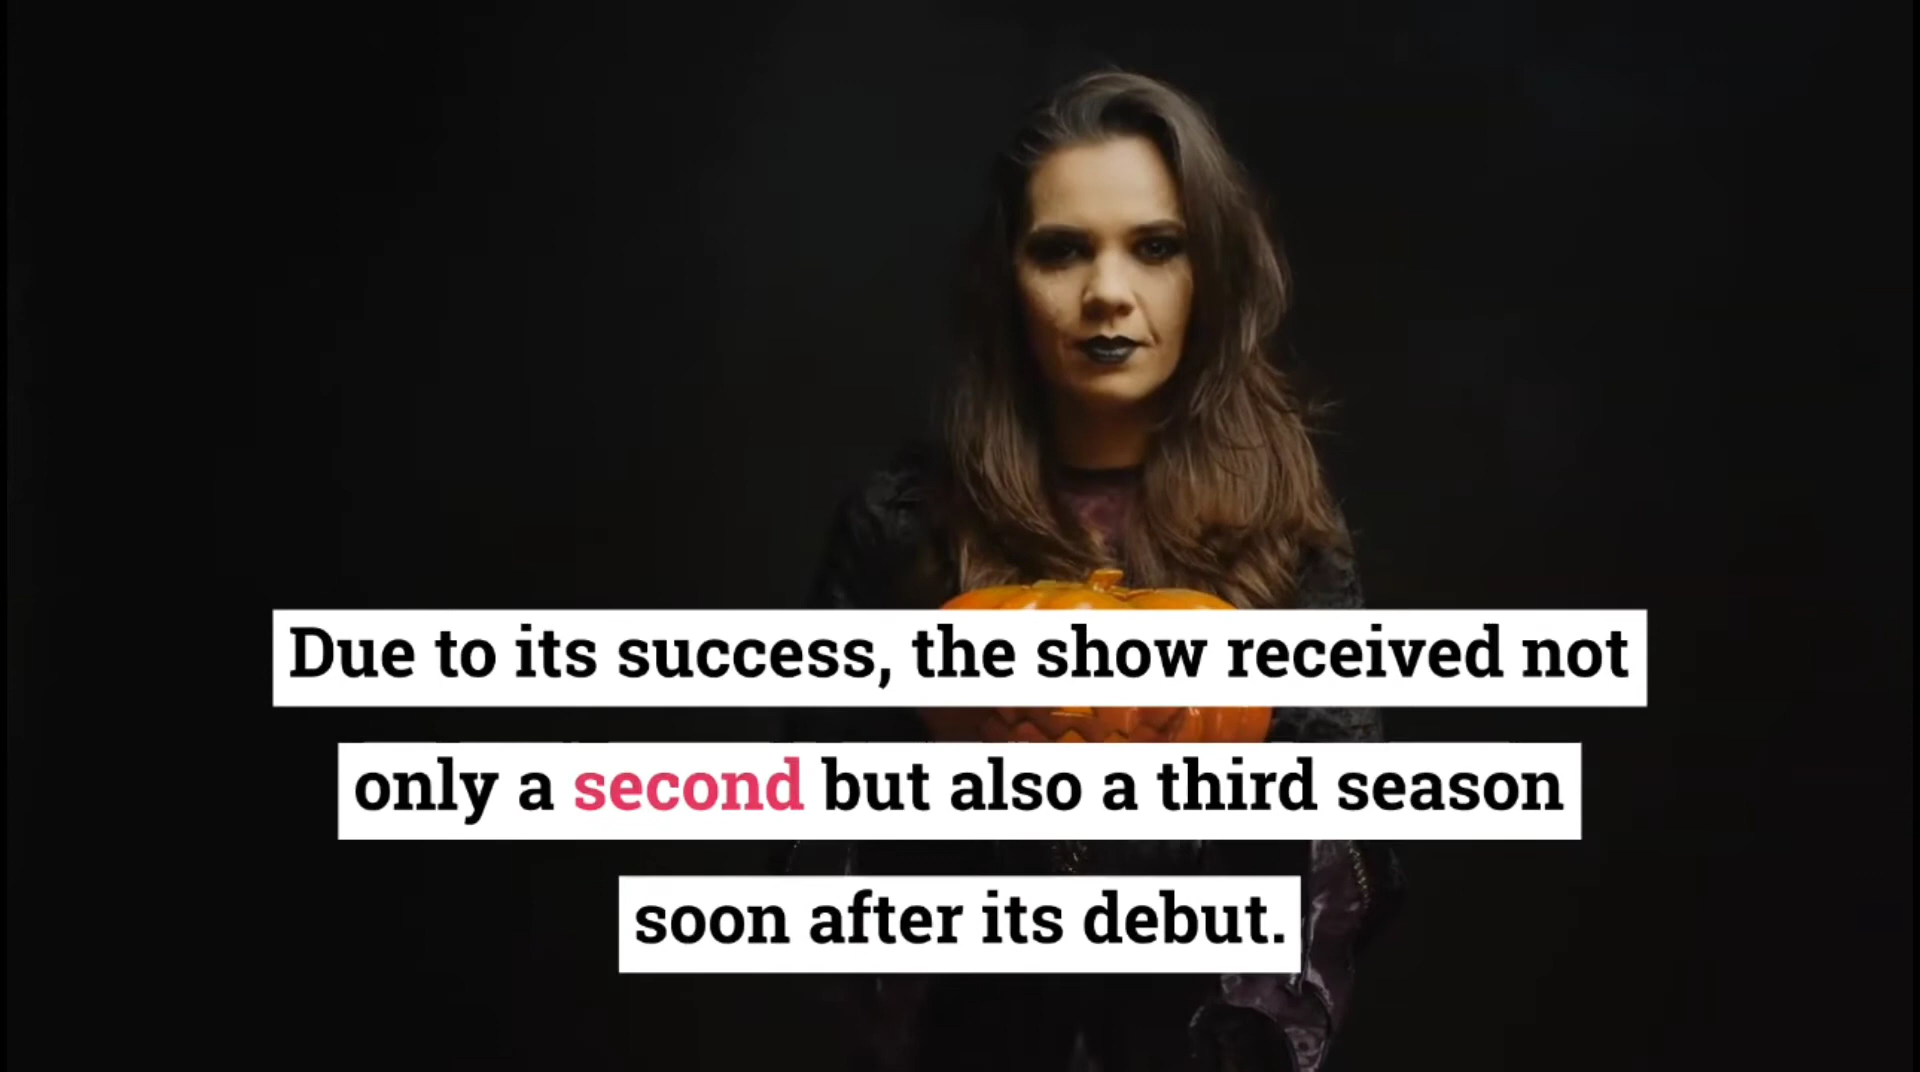 Due to its success, the show received not
only a second but also a third season
soon after its debut.